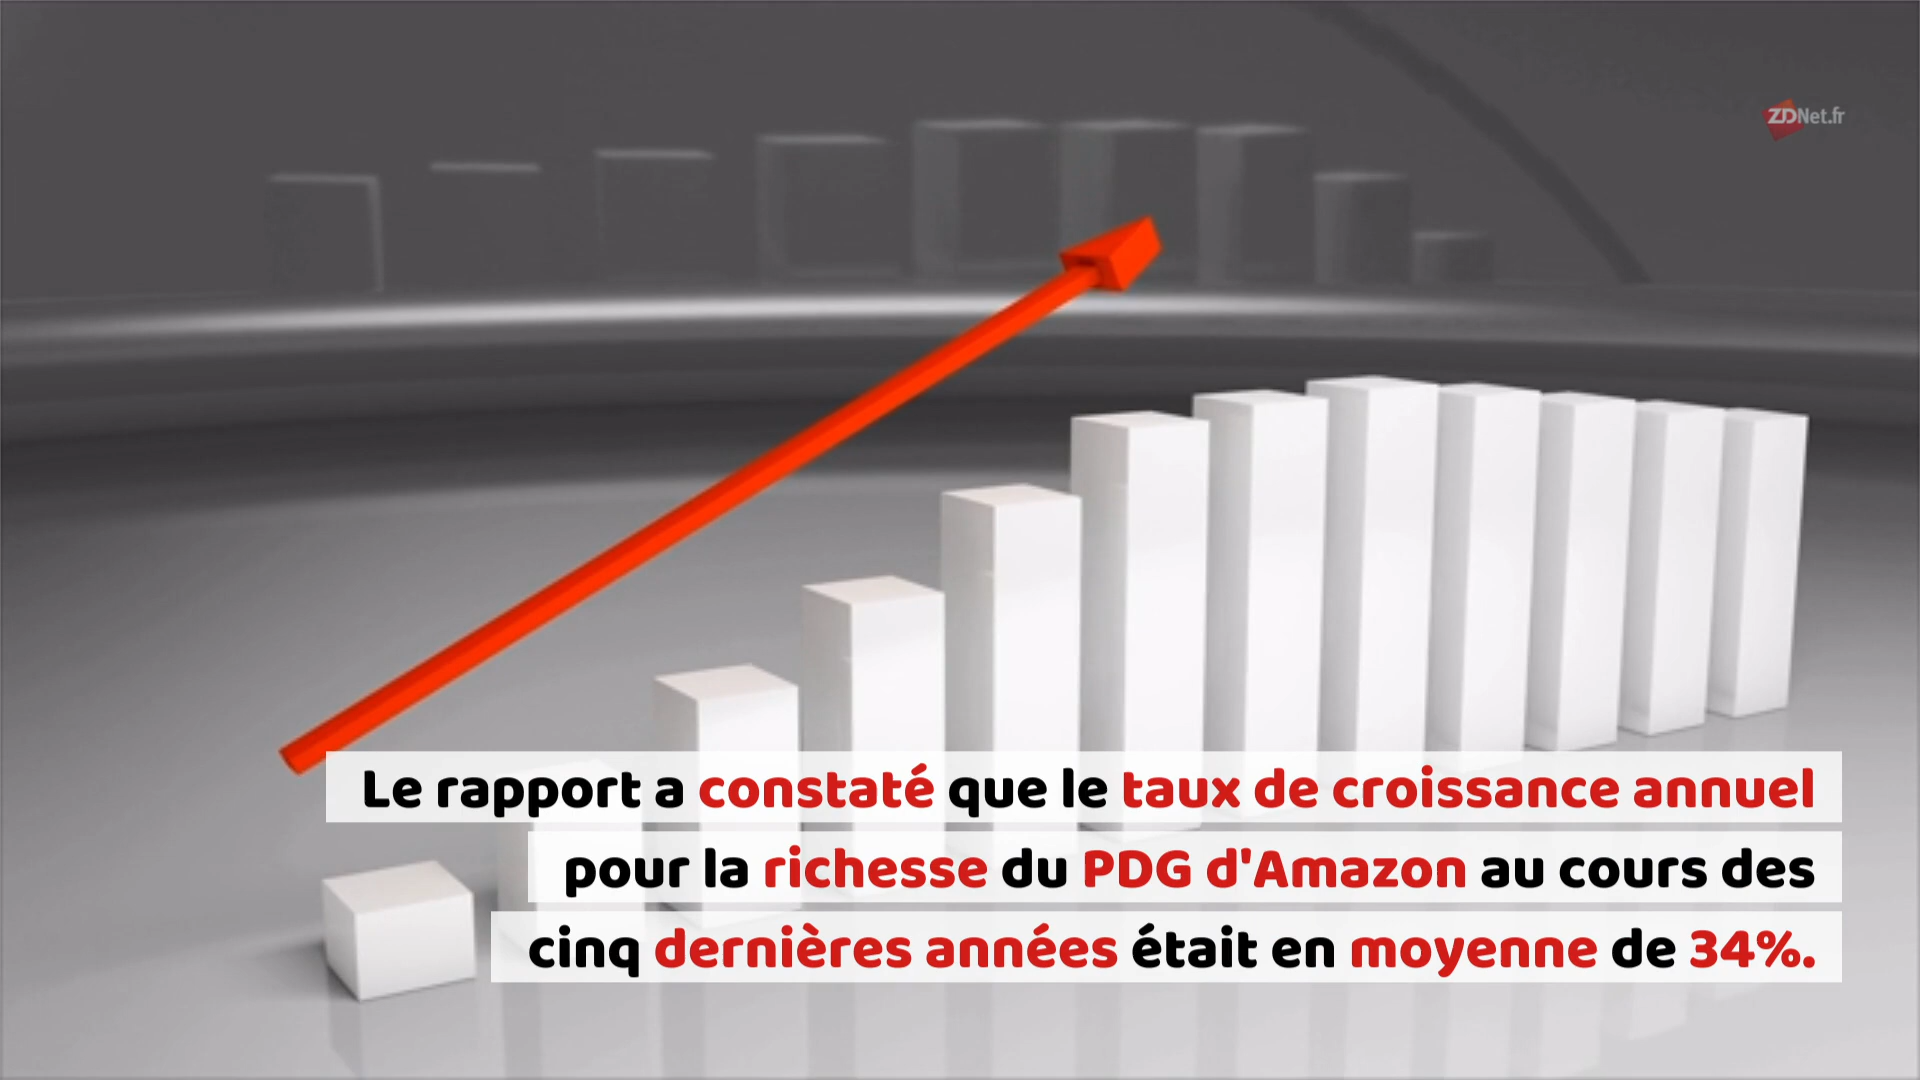 ZDNet.fr
Le rapport a constaté que le taux de croissance annuel
pour la richesse du PDG d'Amazon au cours des
cinq dernières années était en moyenne de 34%.